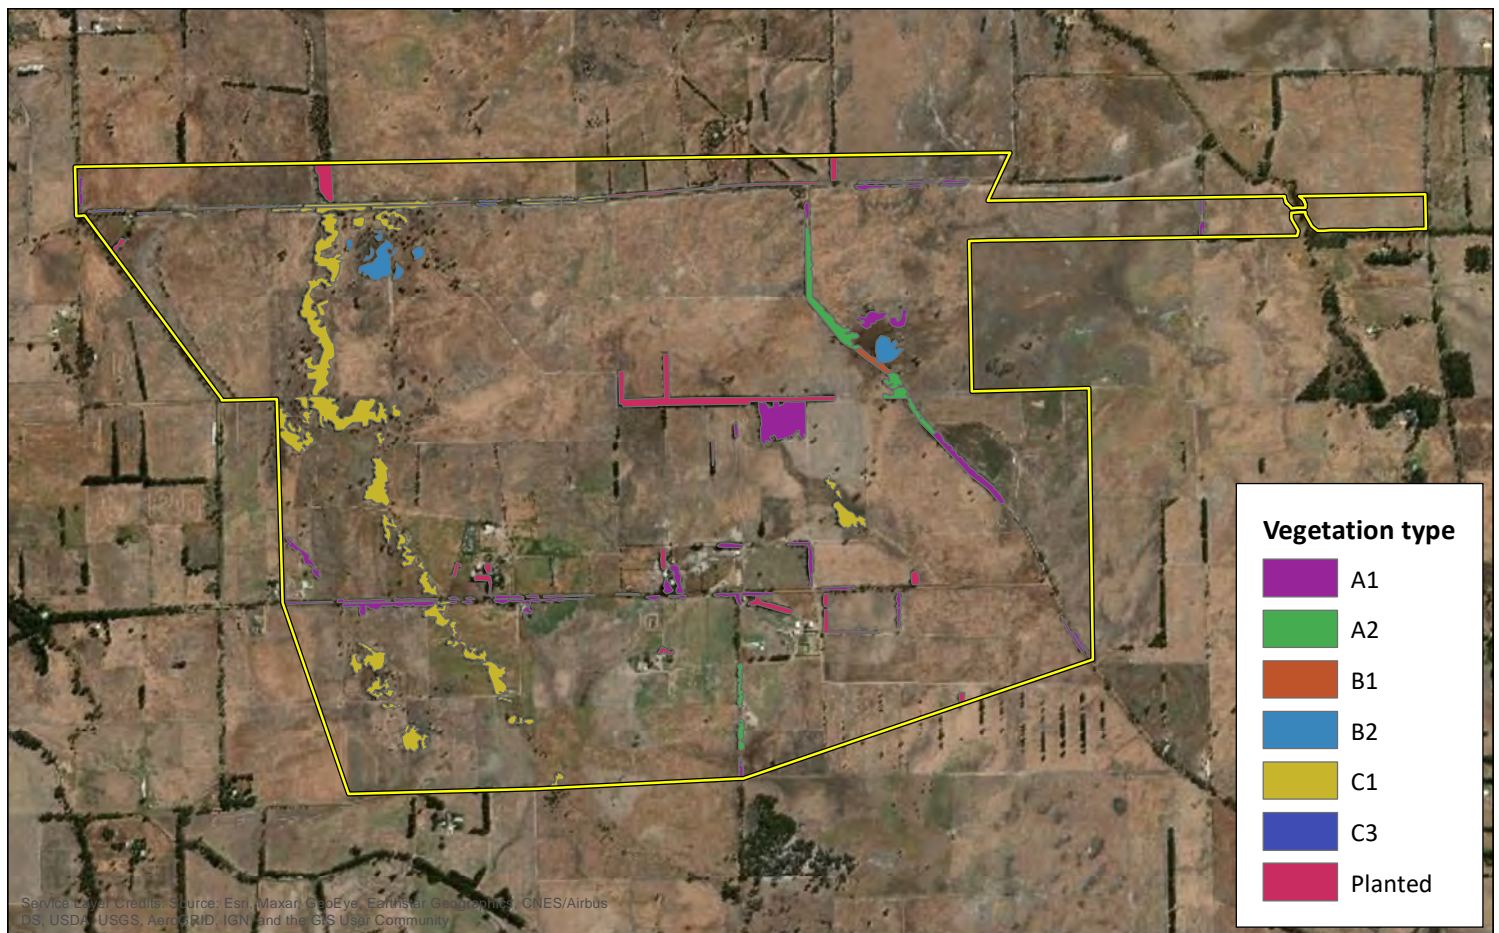 Vegetation type
A1
A2
B1
B2
C1
C3
Planted
Service Layer Credits: Source: Esri, Maxar, GeoEye, Earthstar Geographics, CNES/Airbus
DS, USDA, USGS, AeroGRID, IGN, and the GIS User Community